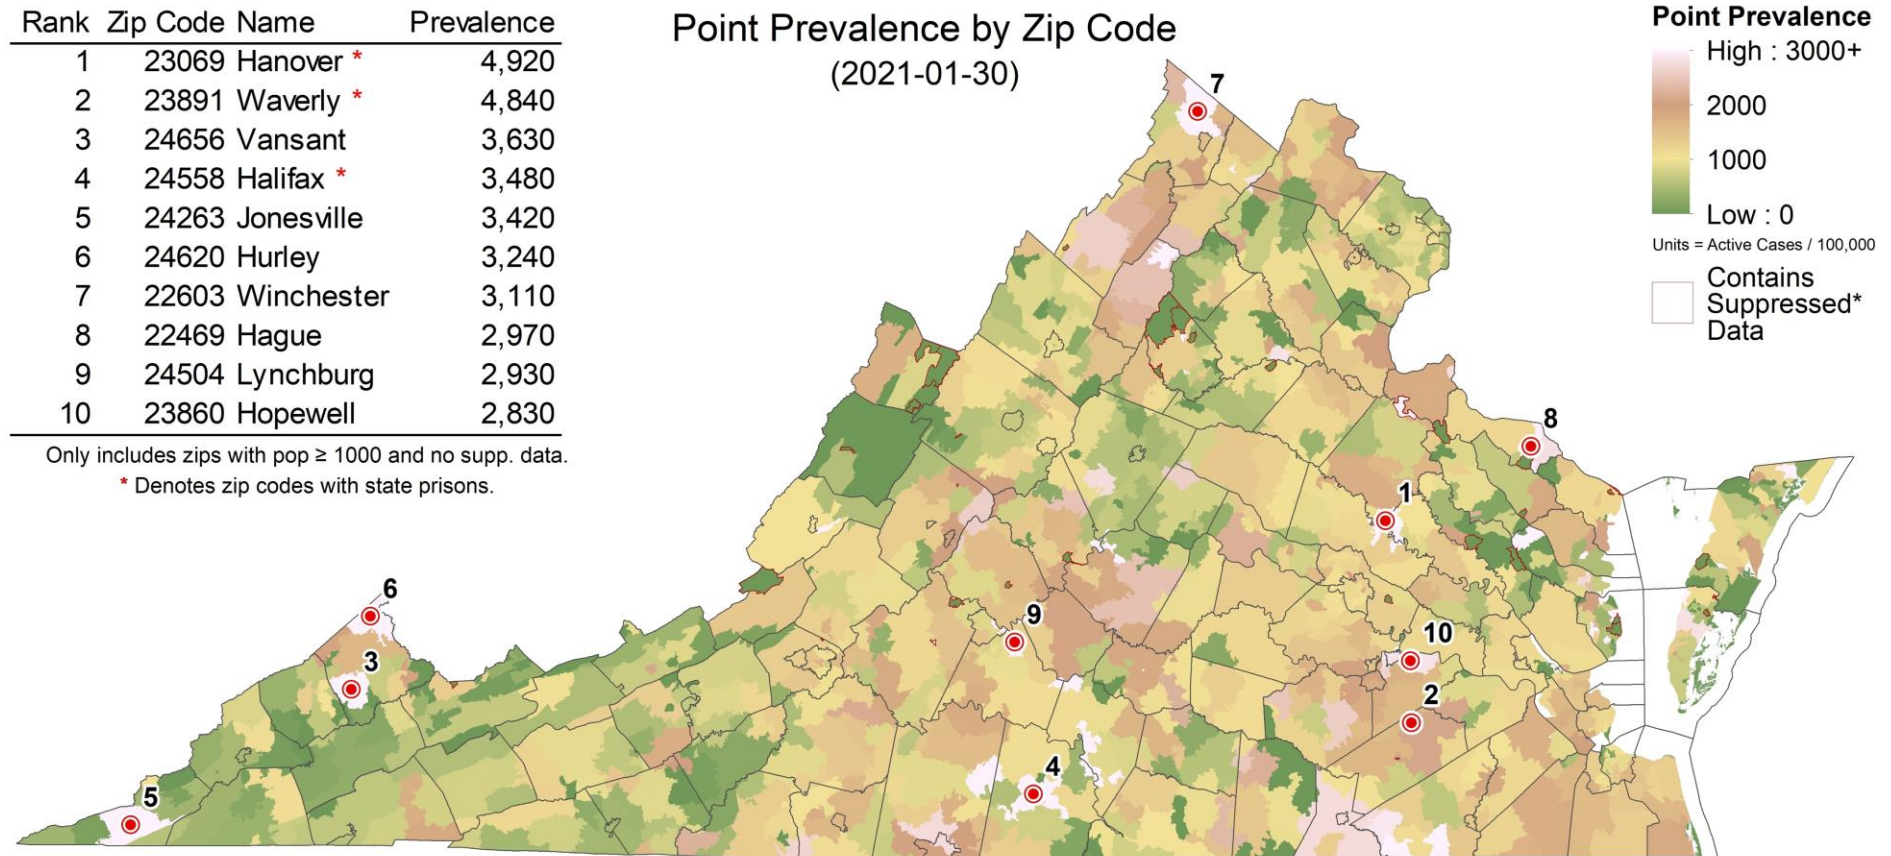 Rank Zip Code Name Prevalence
1 23069 Hanover * 4,920
2 23891 Waverly * 4,840
3 24656 Vansant 3,630
4 24558 Halifax * 3,480
5 24263 Jonesville 3,420
6 24620 Hurley 3,240
7 22603 Winchester 3,110
8 22469 Hague 2,970
9 24504 Lynchburg 2,930
10 23860 Hopewell 2,830
Only includes zips with pop ≥ 1000 and no supp. data.
* Denotes zip codes with state prisons.
Point Prevalence by Zip Code
(2021-01-30)
Point Prevalence
High : 3000+
2000
1000
Low : 0
Units = Active Cases / 100,000
Contains
Suppressed*
Data
7
8
1
6
9
10
3
2
4
5